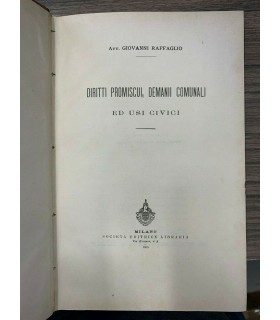 Avv. GIOVANNI RAFFAGLIO
DIRITTI PROMISCUI, DEMANII COMUNALI
ED USI CIVICI
MILANO
SOCIETÀ EDITRICE LIBRARIA